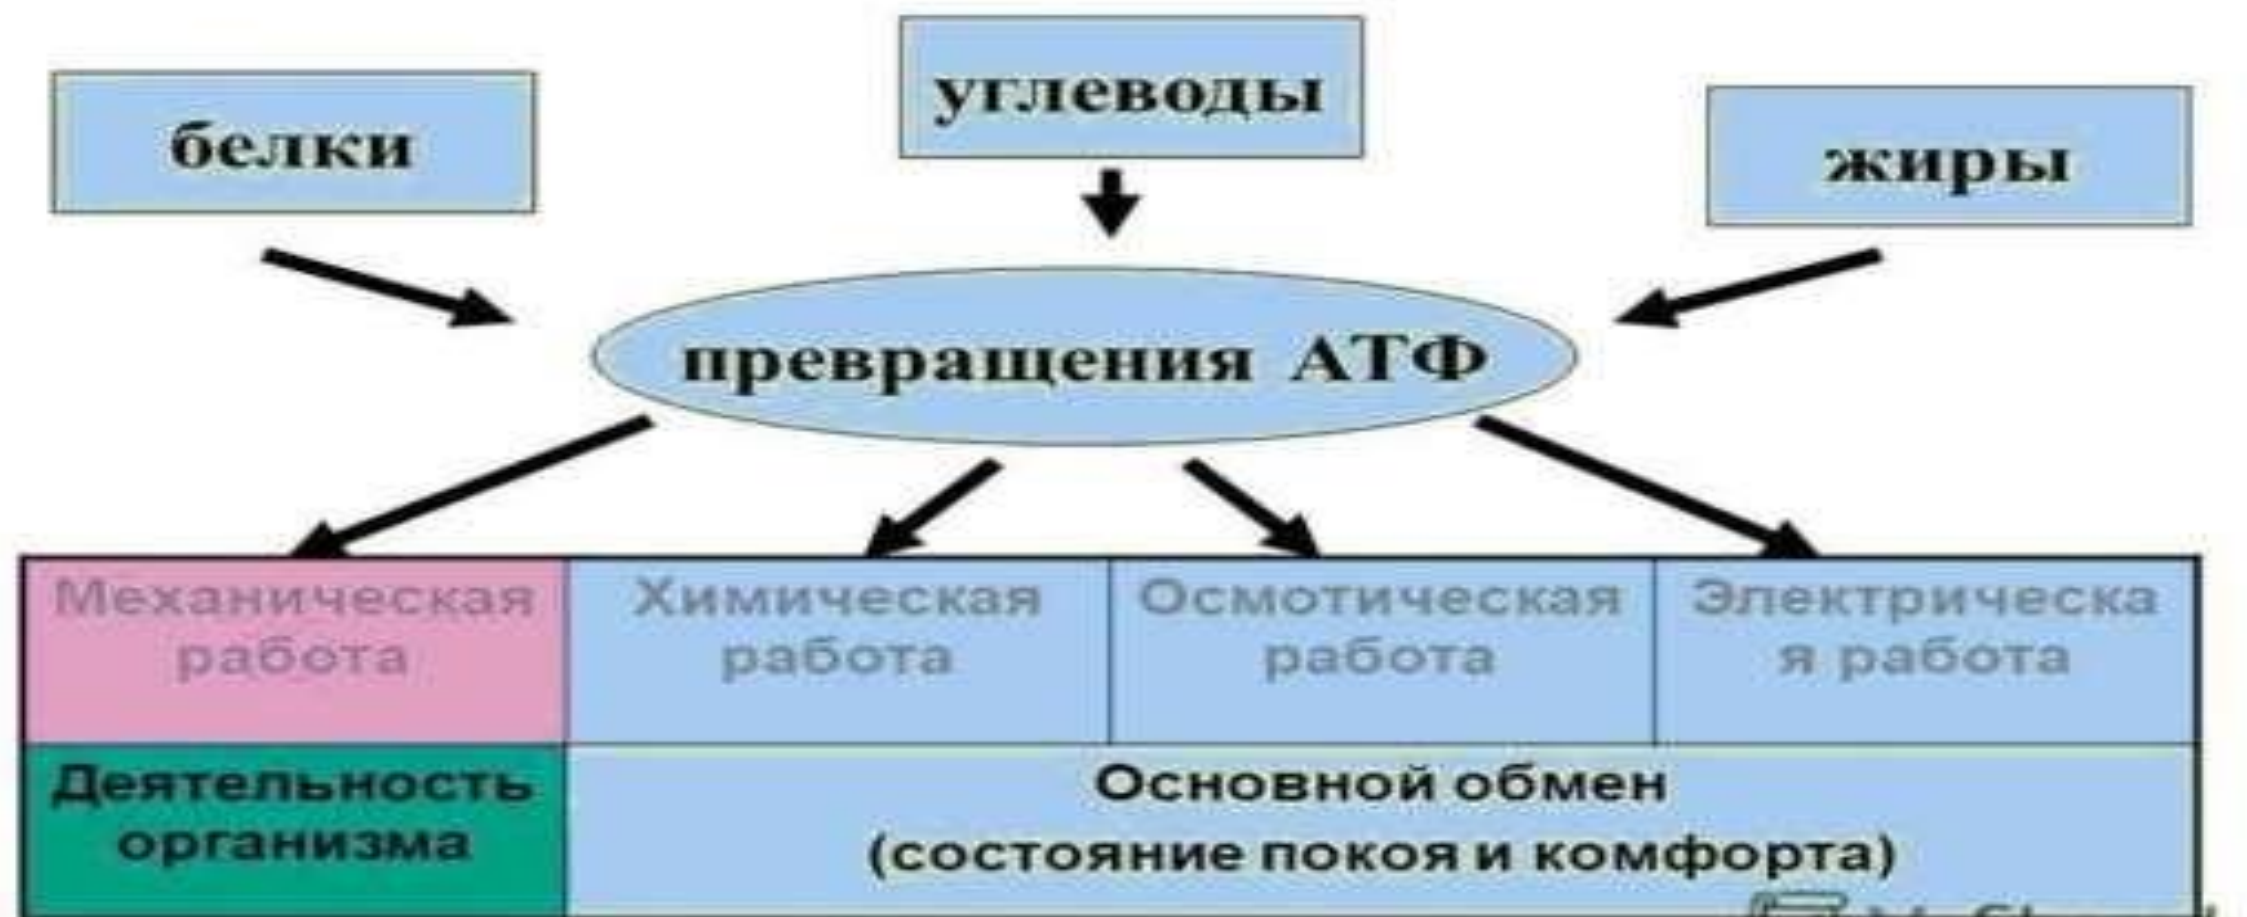 углеводы
белки
жиры
превращения АТФ
Механическая
работа
Химическая
работа
Осмотическая
работа
Электрическа
я работа
Деятельность
организма
Основной обмен
(состояние покоя и комфорта)